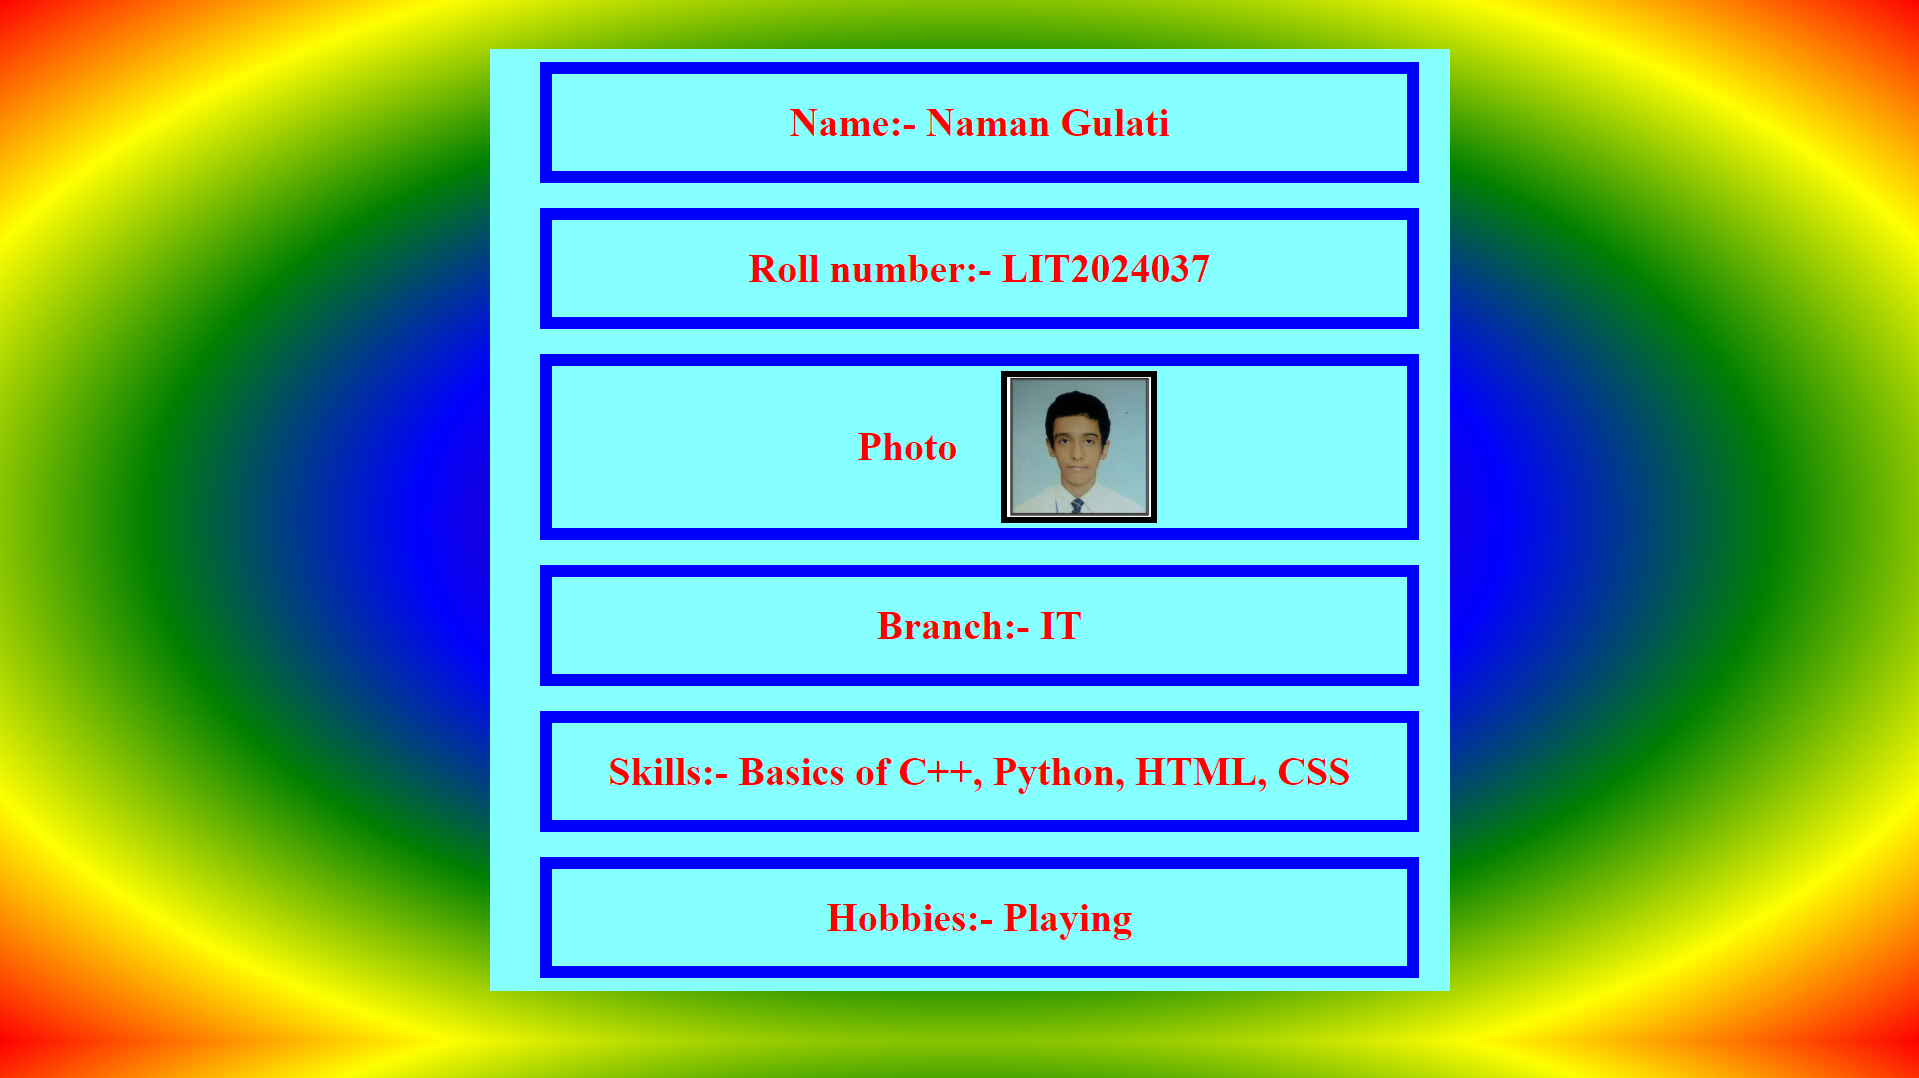 Name:- Naman Gulati
Roll number:- LIT2024037
Photo
Branch:- IT
Skills:- Basics of C++, Python, HTML, CSS
Hobbies:- Playing